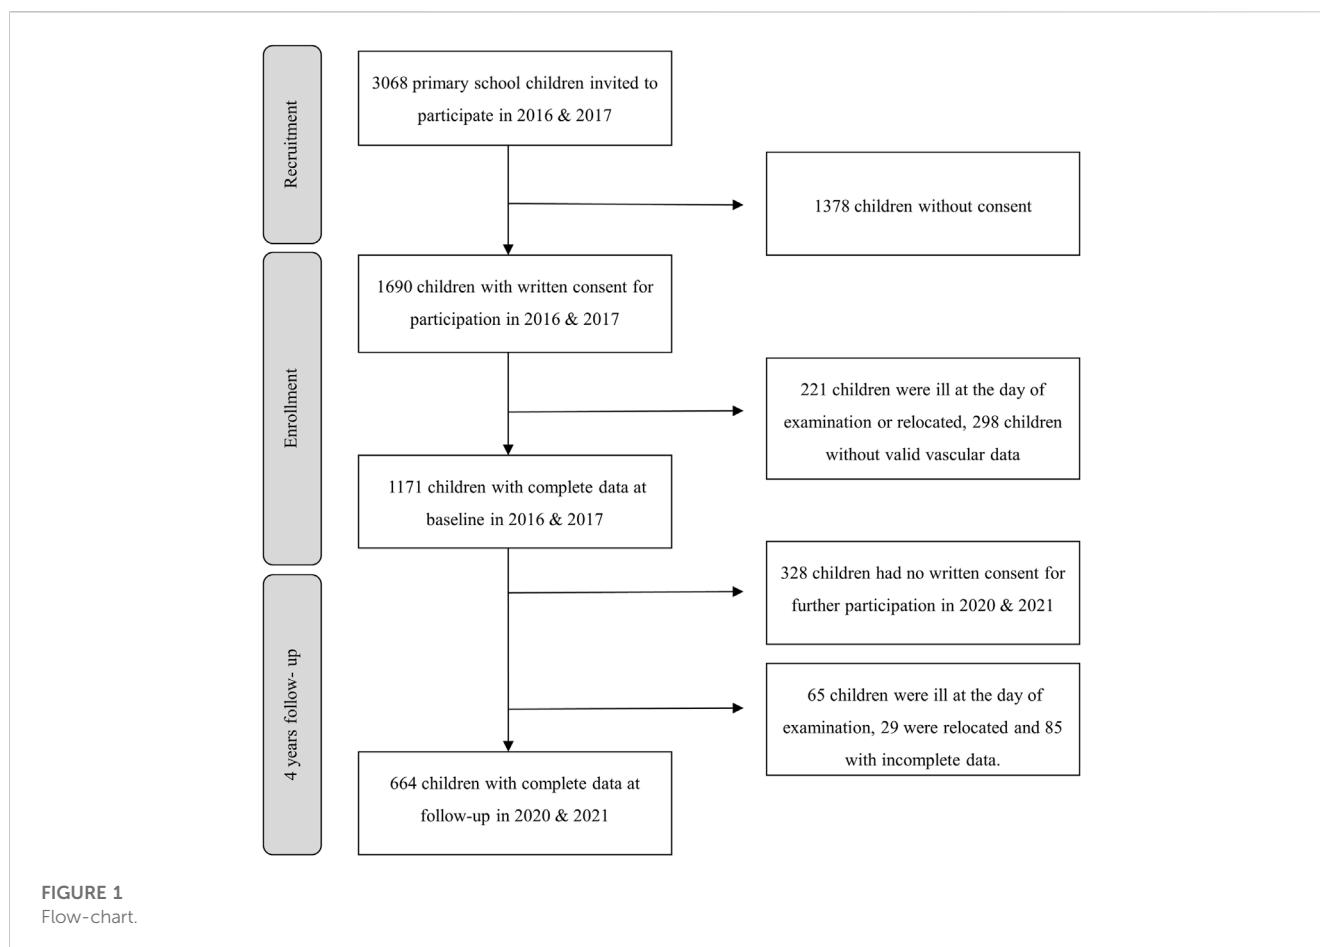 Recruitment
3068 primary school children invited to
participate in 2016 & 2017
1378 children without consent
Enrollment
1690 children with written consent for
participation in 2016 & 2017
221 children were ill at the day of
examination or relocated, 298 children
without valid vascular data
1171 children with complete data at
baseline in 2016 & 2017
4 years follow- up
328 children had no written consent for
further participation in 2020 & 2021
65 children were ill at the day of
examination, 29 were relocated and 85
with incomplete data.
664 children with complete data at
follow-up in 2020 & 2021
FIGURE 1
Flow-chart.